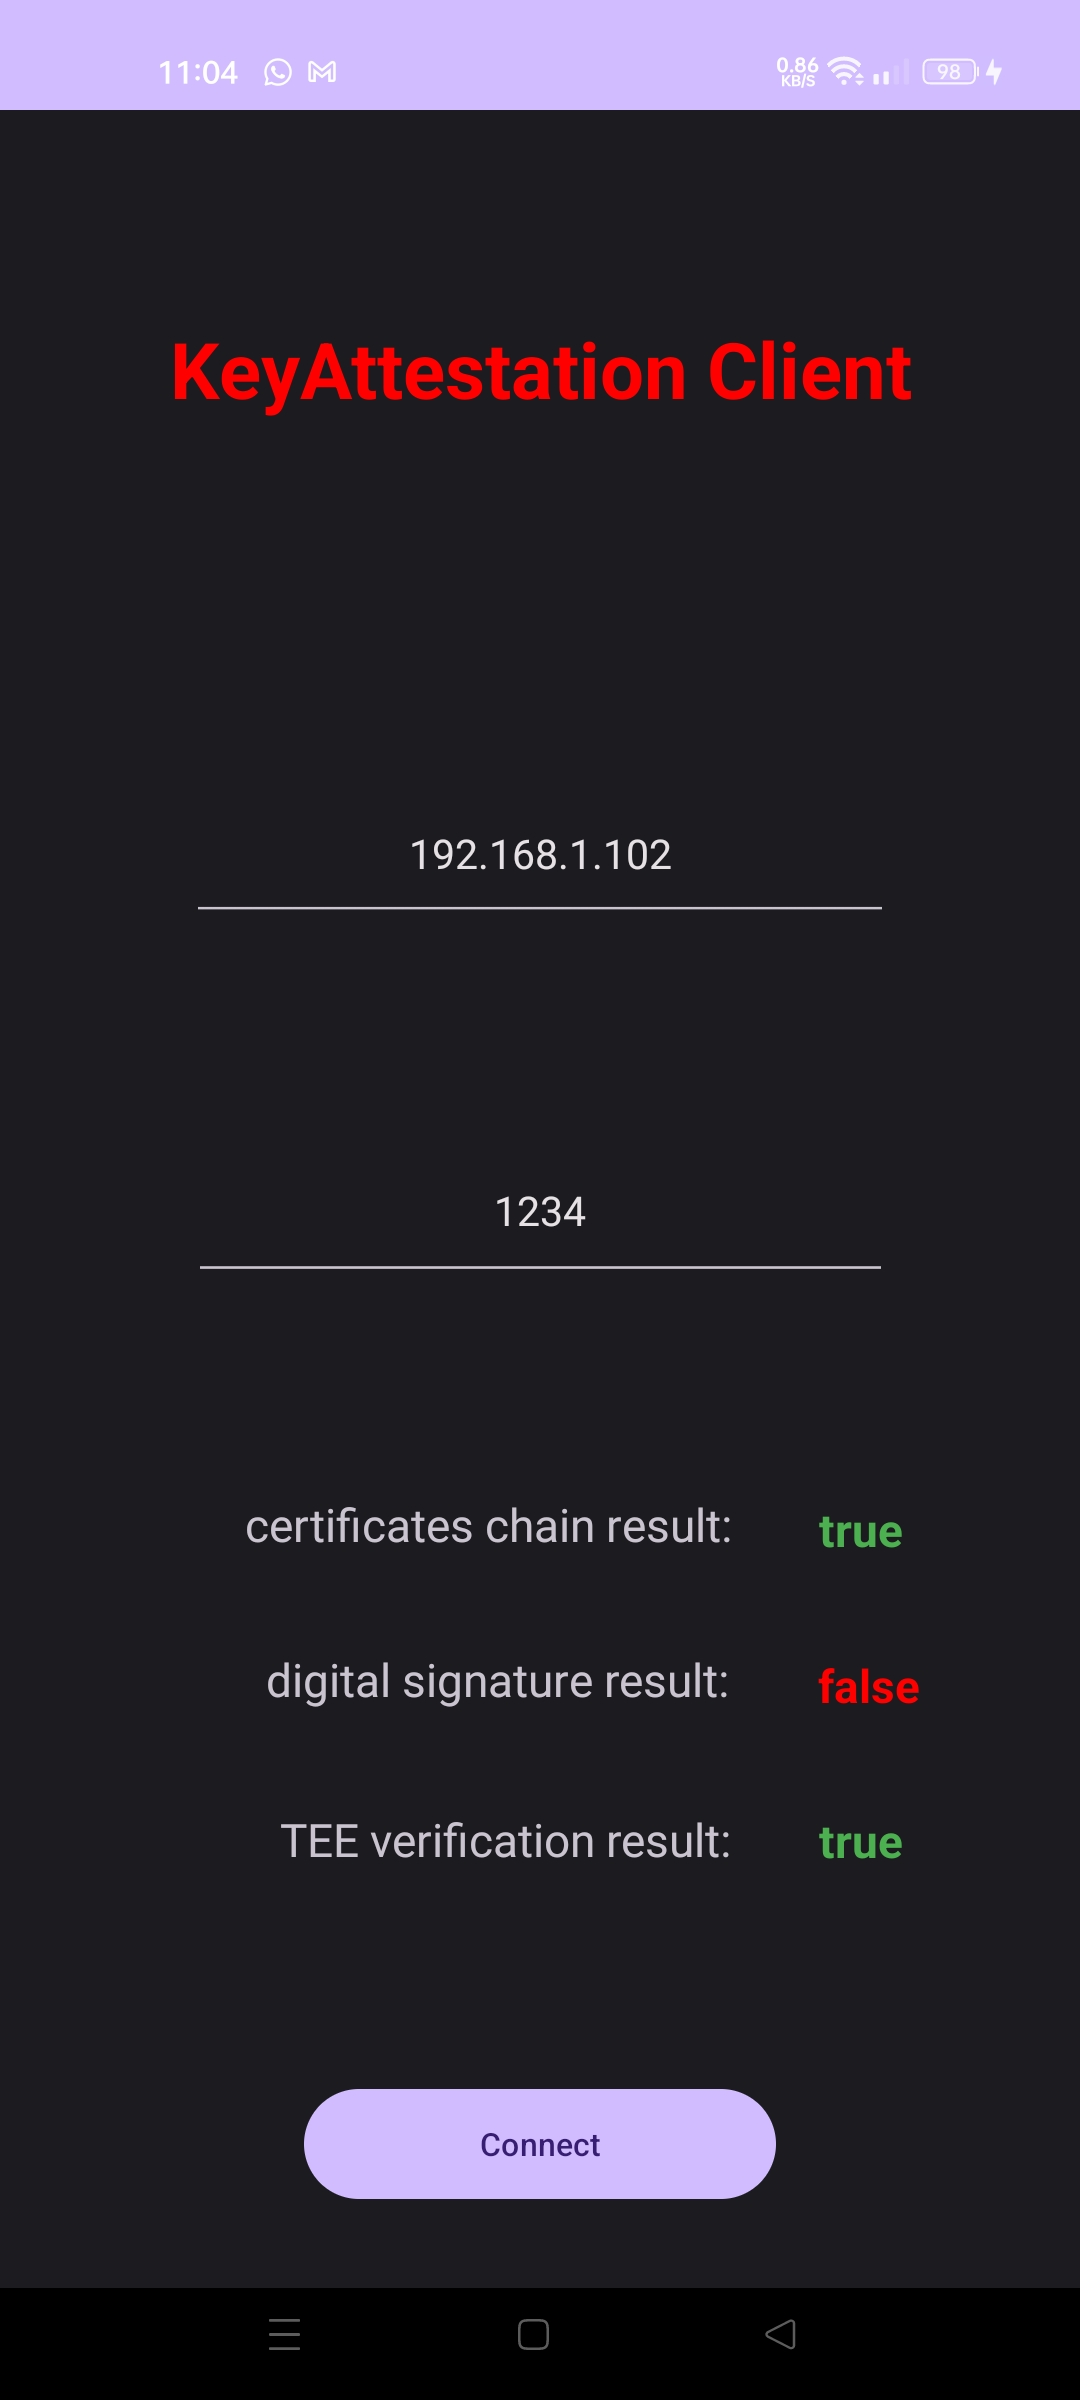 11:04
0.86
KB/S
98
KeyAttestation Client
192.168.1.102
1234
certificates chain result: true
digital signature result: false
TEE verification result: true
Connect